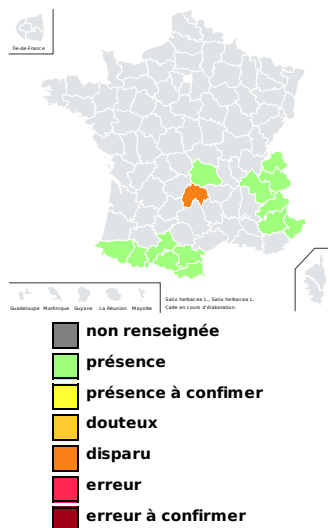 Île-de-France
Guadeloupe Martinique Guyane La Réunion Mayotte
Salix herbacea L., Salix herbacea L.
Carte en cours d'élaboration.
non renseignée
présence
présence à confimer
douteux
disparu
erreur
erreur à confirmer